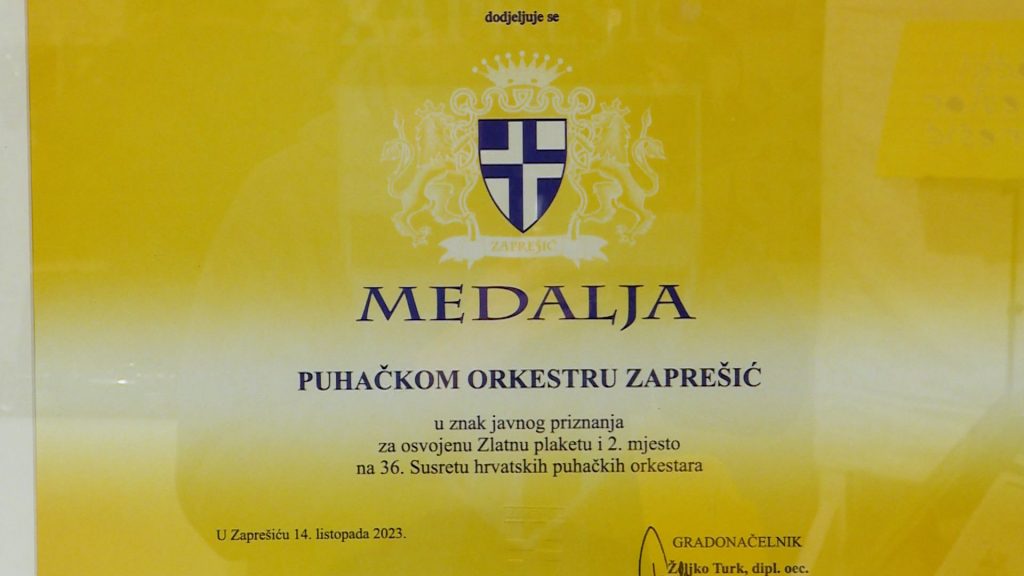 dodjeljuje se
ZAPREŠIĆ
MEDALJA
PUHAČKOM ORKESTRU ZAPREŠIĆ
u znak javnog priznanja
za osvojenu Zlatnu plaketu i 2. mjesto
na 36. Susretu hrvatskih puhačkih orkestara
U Zaprešiću 14. listopada 2023.
GRADONAČELNIK
Željko Turk, dipl. oec.